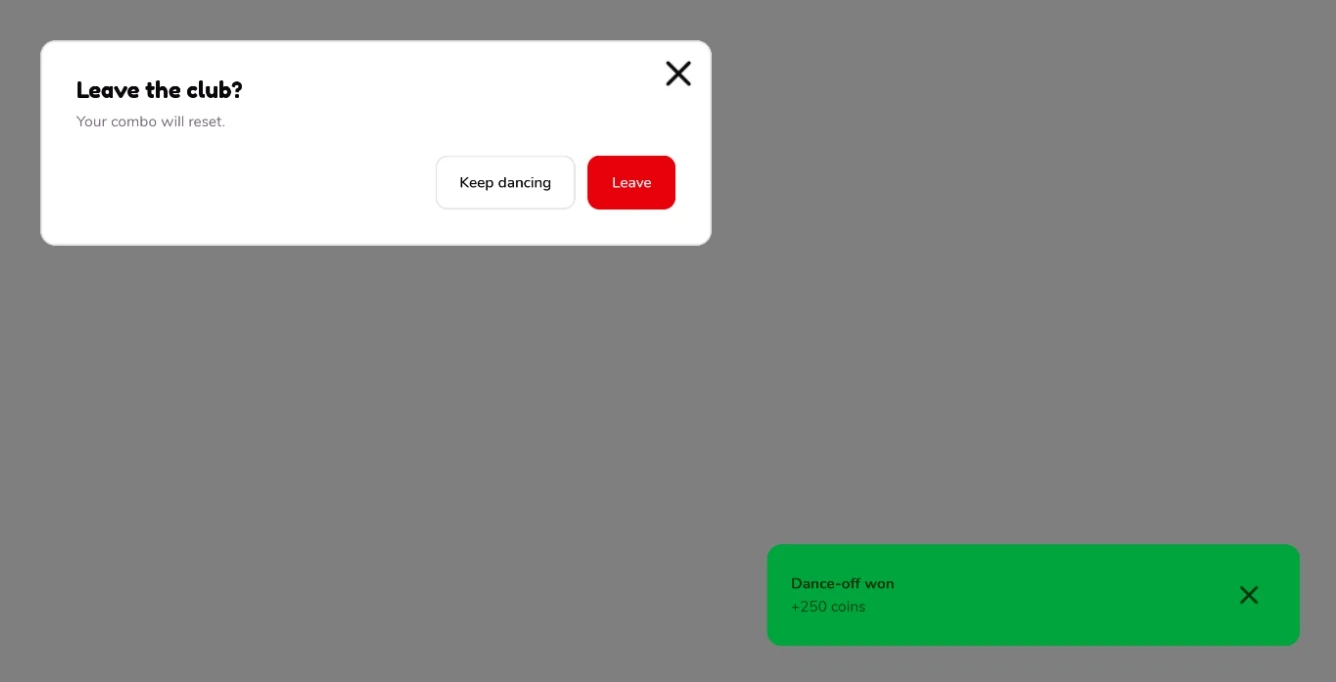 Leave the club?
Your combo will reset.
Keep dancing
Leave
Dance-off won
+250 coins